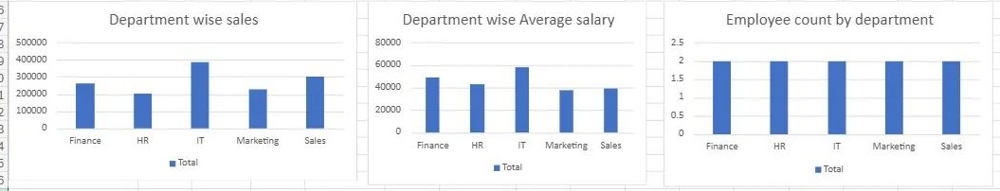 Department wise sales
500000
400000
300000
200000
100000
0
Finance HR IT Marketing Sales
Total
Department wise Average salary
80000
60000
40000
20000
0
Finance HR IT Marketing Sales
Total
Employee count by department
2.5
2
1.5
1
0.5
0
Finance HR IT Marketing Sales
Total